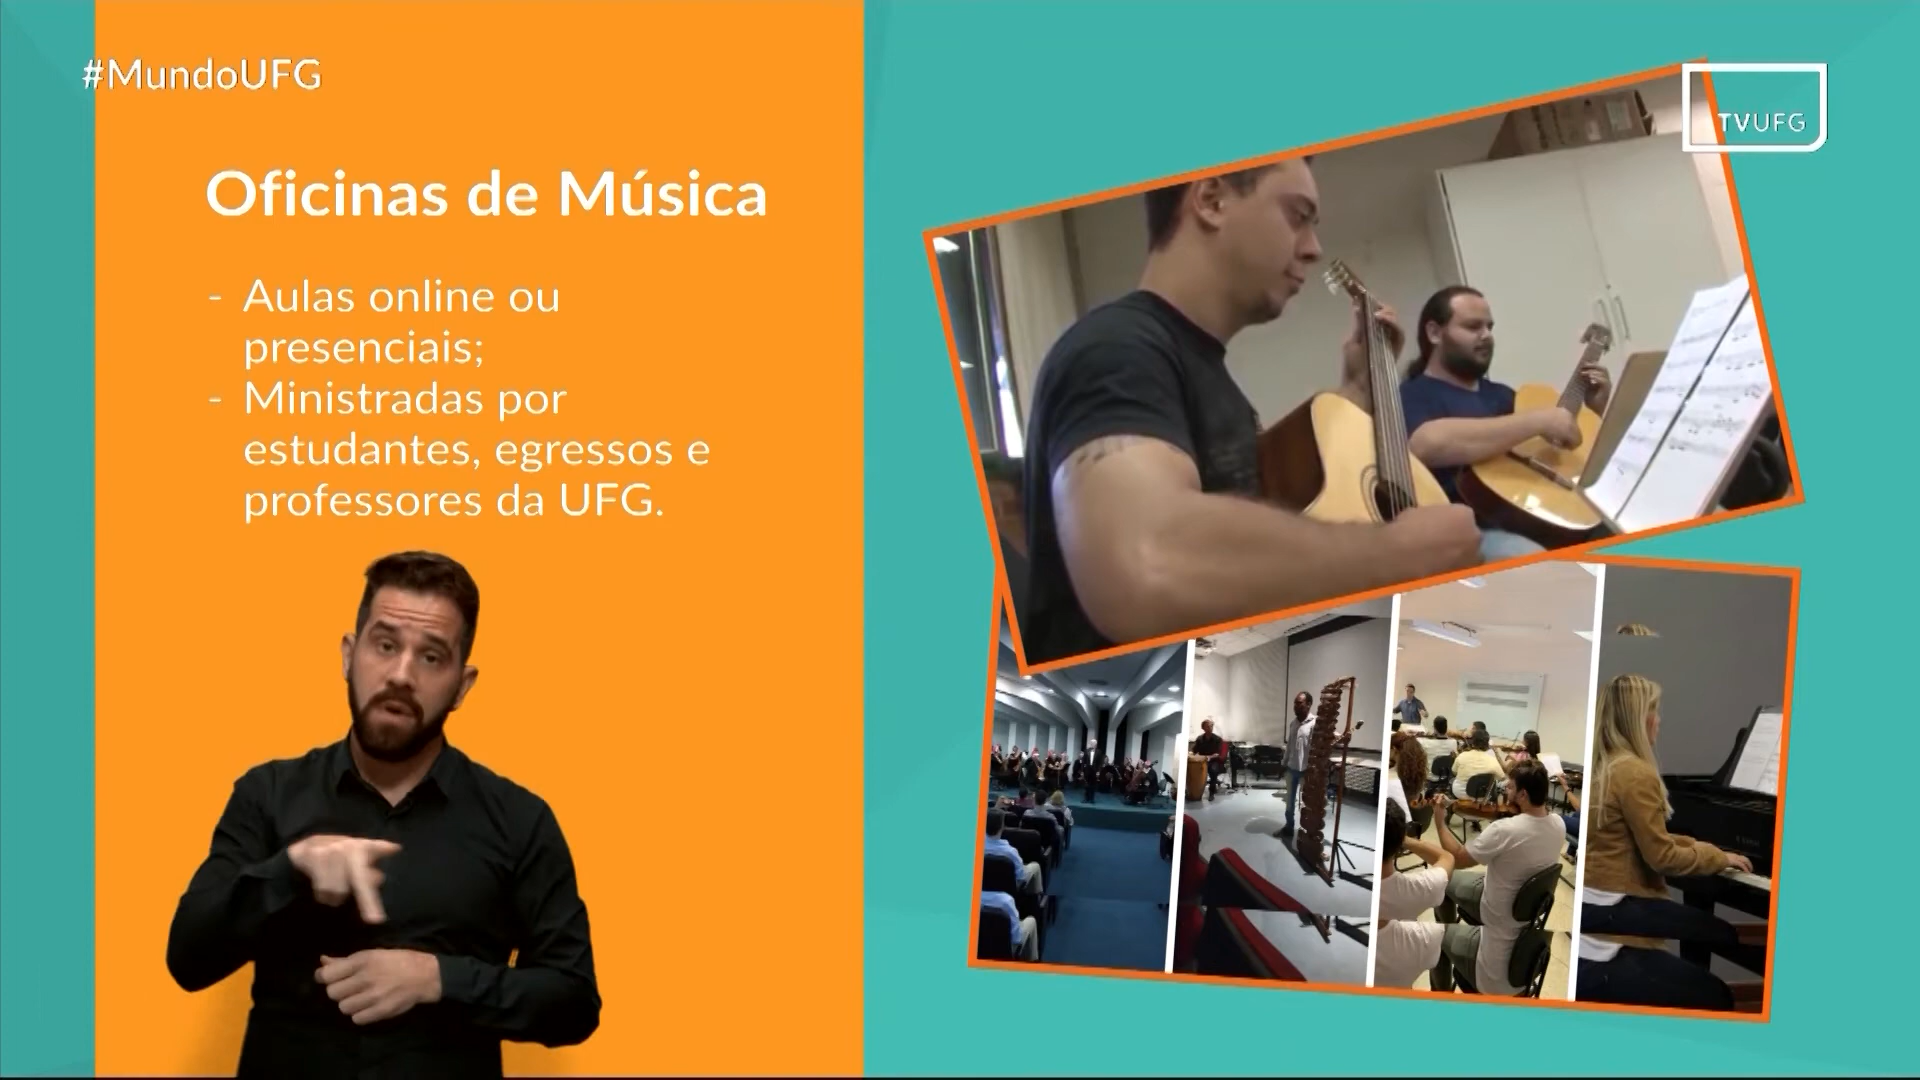 #MundoUFG
TVUFG
Oficinas de Música
- Aulas online ou
presenciais;
- Ministradas por
estudantes, egressos e
professores da UFG.